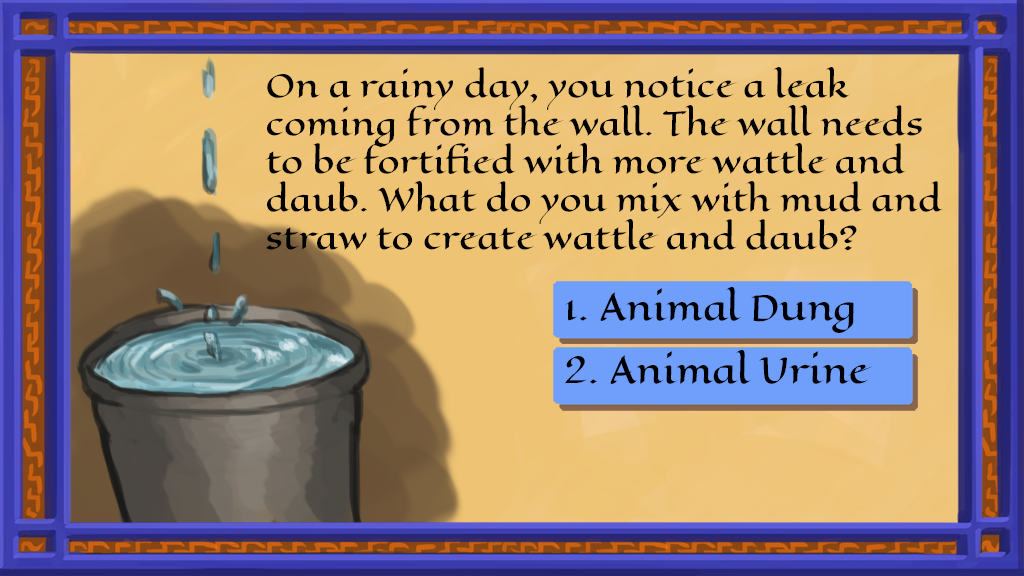 On a rainy day, you notice a leak
coming from the wall. The wall needs
to be fortified with more wattle and
daub. What do you mix with mud and
straw to create wattle and daub?
1. Animal Dung
2. Animal Urine